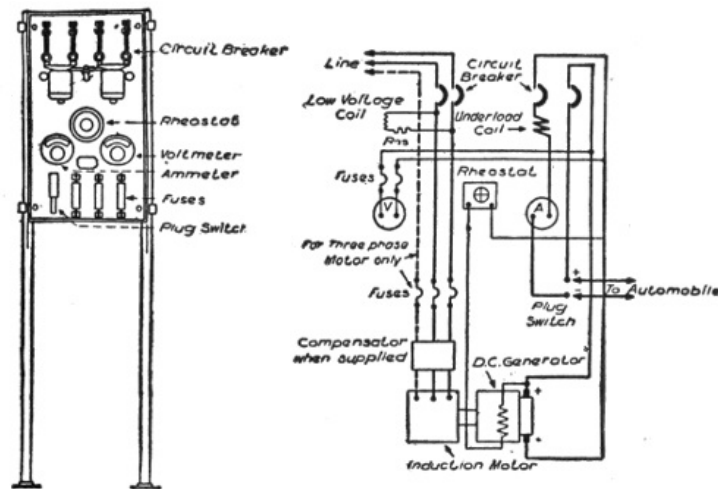 Circuit Breaker
Rheostat
Voltmeter
Ammeter
Fuses
Plug Switch
Line
Circuit
Breaker
Low Voltage
Coil
Res
Underload
Coil
Fuses
Rheostat
V
A
For Three phase
Motor only
+
-
To Automobile
Fuses
Plug
Switch
Compensator
when supplied
D.C. Generator
+
-
Induction Motor